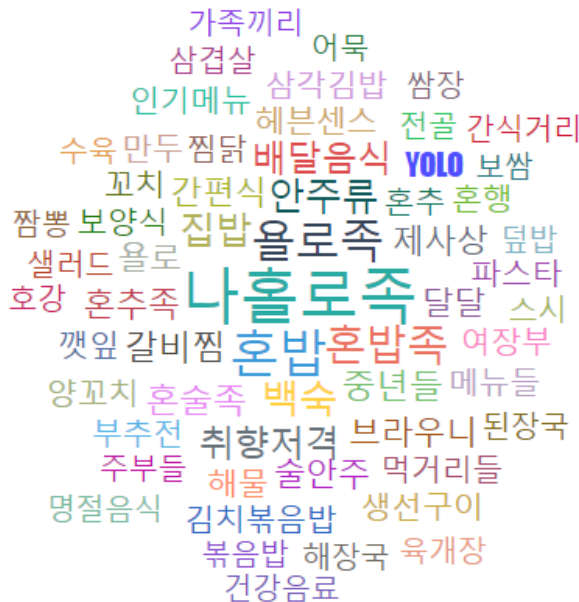 가족끼리
어묵
삼겹살
삼각김밥 쌈장
인기메뉴
헤븐센스 전골 간식거리
수육 만두 찜닭 배달음식 YOLO 보쌈
꼬치 간편식 안주류 혼추 혼행
짬뽕 보양식 집밥 욜로족 제사상 덮밥
샐러드 욜로 파스타
호강 혼추족 나홀로족 달달 스시
깻잎 갈비찜 혼밥 혼밥족 여장부
양꼬치 혼술족 백숙 중년들 메뉴들
부추전 취향저격 브라우니 된장국
주부들 해물 술안주 먹거리들
명절음식 김치볶음밥 생선구이
볶음밥 해장국 육개장
건강음료